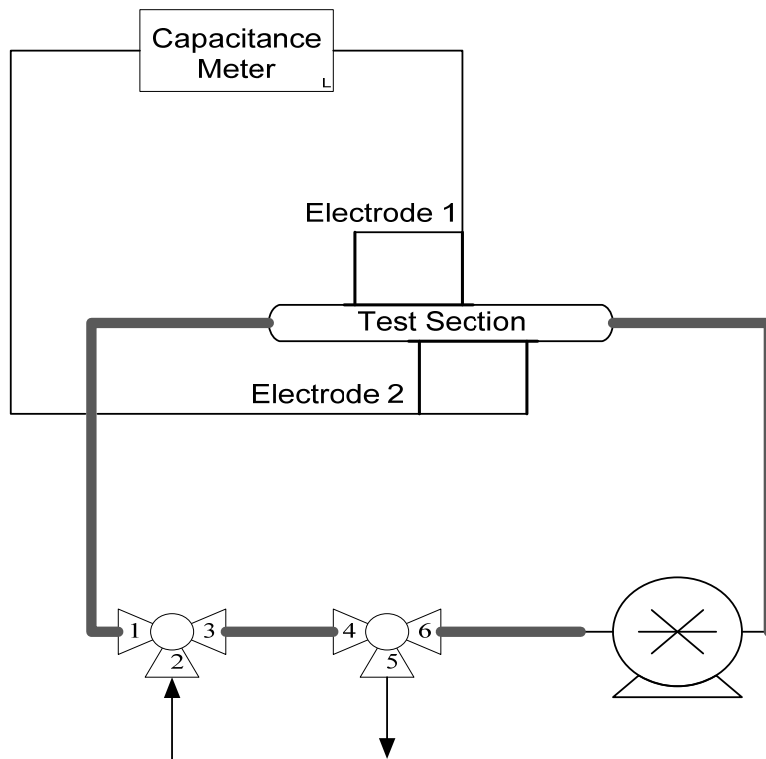 Capacitance
Meter
L
Electrode 1
Test Section
Electrode 2
1
3
2
4
6
5